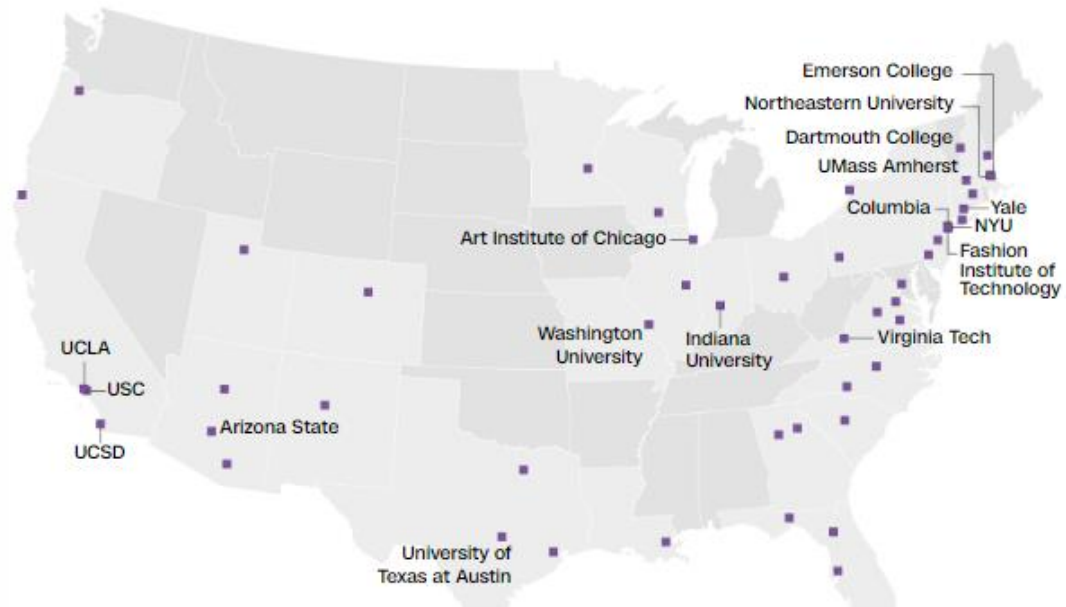 Emerson College
Northeastern University
Dartmouth College
UMass Amherst
Columbia
Yale
NYU
Fashion
Institute of
Technology
Art Institute of Chicago
Washington
University
Indiana
University
Virginia Tech
UCLA
USC
UCSD
Arizona State
University of
Texas at Austin